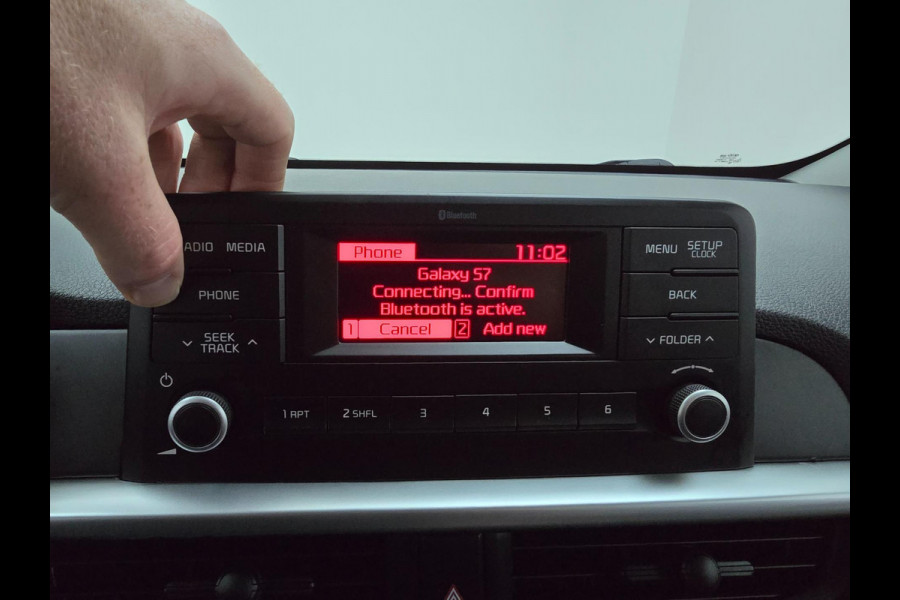 Bluetooth
ADIO MEDIA
PHONE
SEEK
TRACK
Phone 11:02
Galaxy S7
Connecting... Confirm
Bluetooth is active.
1 Cancel 2 Add new
MENU SETUP
CLOCK
BACK
FOLDER
1 RPT 2 SHFL 3 4 5 6